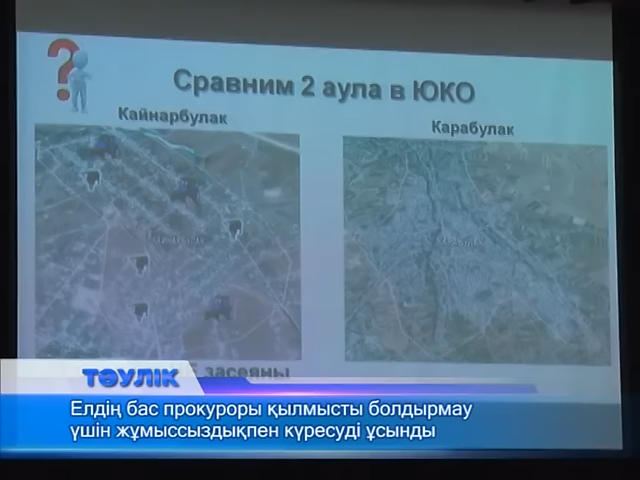 Сравним 2 аула в ЮКО
Кайнарбулак
Карабулак
засеяны
ТӘУЛІК
Елдің бас прокуроры қылмысты болдырмау
үшін жұмыссыздықпен күресуді ұсынды